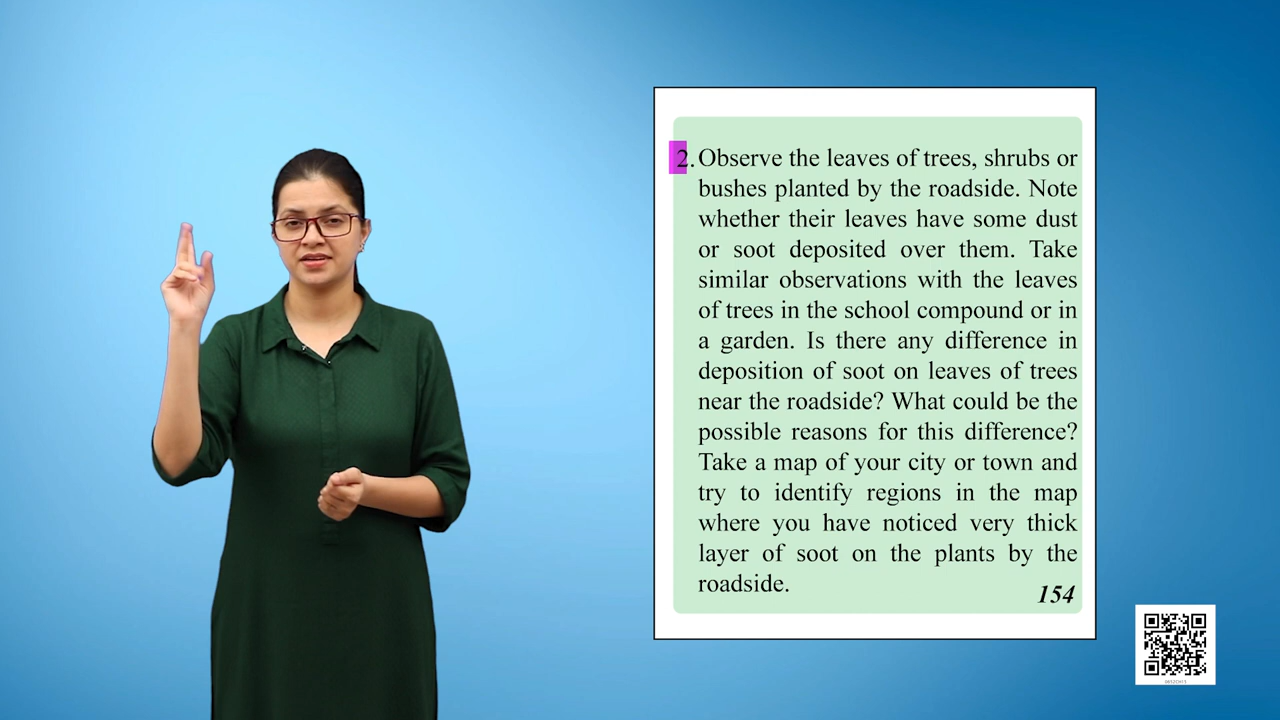 2. Observe the leaves of trees, shrubs or
bushes planted by the roadside. Note
whether their leaves have some dust
or soot deposited over them. Take
similar observations with the leaves
of trees in the school compound or in
a garden. Is there any difference in
deposition of soot on leaves of trees
near the roadside? What could be the
possible reasons for this difference?
Take a map of your city or town and
try to identify regions in the map
where you have noticed very thick
layer of soot on the plants by the
roadside.
154